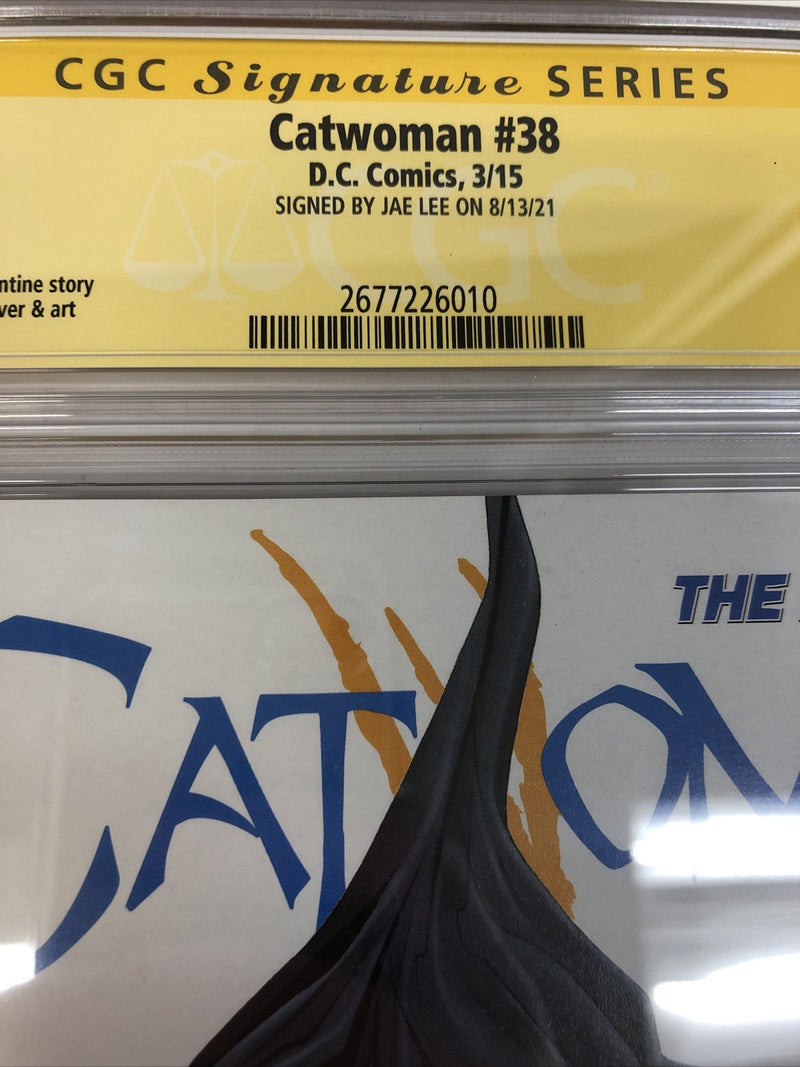 CGC Signature SERIES
Catwoman #38
D.C. Comics, 3/15
SIGNED BY JAE LEE ON 8/13/21
CGC®
ntine story
ver & art
2677226010
THE
CATWOM